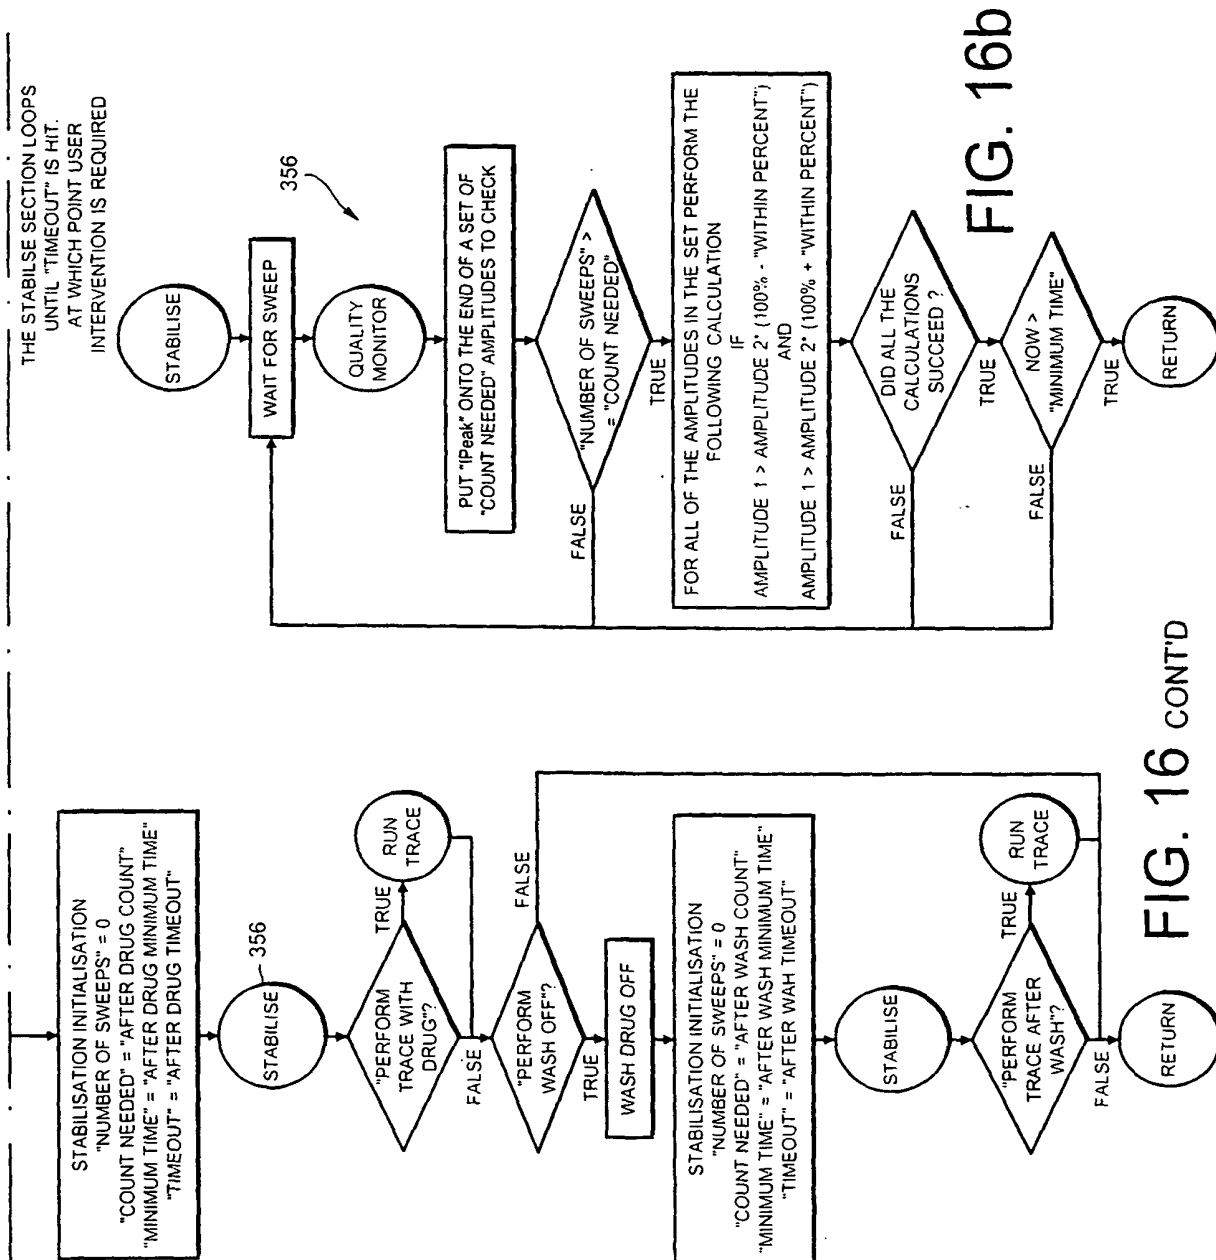 STABILISATION INITIALISATION
"NUMBER OF SWEEPS" = 0
"COUNT NEEDED" = "AFTER DRUG COUNT"
"MINIMUM TIME" = "AFTER DRUG MINIMUM TIME"
"TIMEOUT" = "AFTER DRUG TIMEOUT"
356
STABILISE
"PERFORM
TRACE WITH
DRUG"?
TRUE
RUN
TRACE
FALSE
"PERFORM
WASH OFF"?
FALSE
TRUE
WASH DRUG OFF
STABILISATION INITIALISATION
"NUMBER OF SWEEPS" = 0
"COUNT NEEDED" = "AFTER WASH COUNT"
"MINIMUM TIME" = "AFTER WASH MINIMUM TIME"
"TIMEOUT" = "AFTER WAH TIMEOUT"
STABILISE
"PERFORM
TRACE AFTER
WASH"?
TRUE
RUN
TRACE
FALSE
RETURN
FIG. 16 CONT'D
THE STABILSE SECTION LOOPS
UNTIL "TIMEOUT" IS HIT.
AT WHICH POINT USER
INTERVENTION IS REQUIRED
STABILISE
WAIT FOR SWEEP
QUALITY
MONITOR
356
PUT "IPeak" ONTO THE END OF A SET OF
"COUNT NEEDED" AMPLITUDES TO CHECK
"NUMBER OF SWEEPS" >
= "COUNT NEEDED"
FALSE
TRUE
FOR ALL OF THE AMPLITUDES IN THE SET PERFORM THE
FOLLOWING CALCULATION
IF
AMPLITUDE 1 > AMPLITUDE 2* (100% - "WITHIN PERCENT")
AND
AMPLITUDE 1 > AMPLITUDE 2* (100% + "WITHIN PERCENT")
DID ALL THE
CALCULATIONS
SUCCEED ?
FALSE
TRUE
NOW >
"MINIMUM TIME"
FALSE
TRUE
RETURN
FIG. 16b